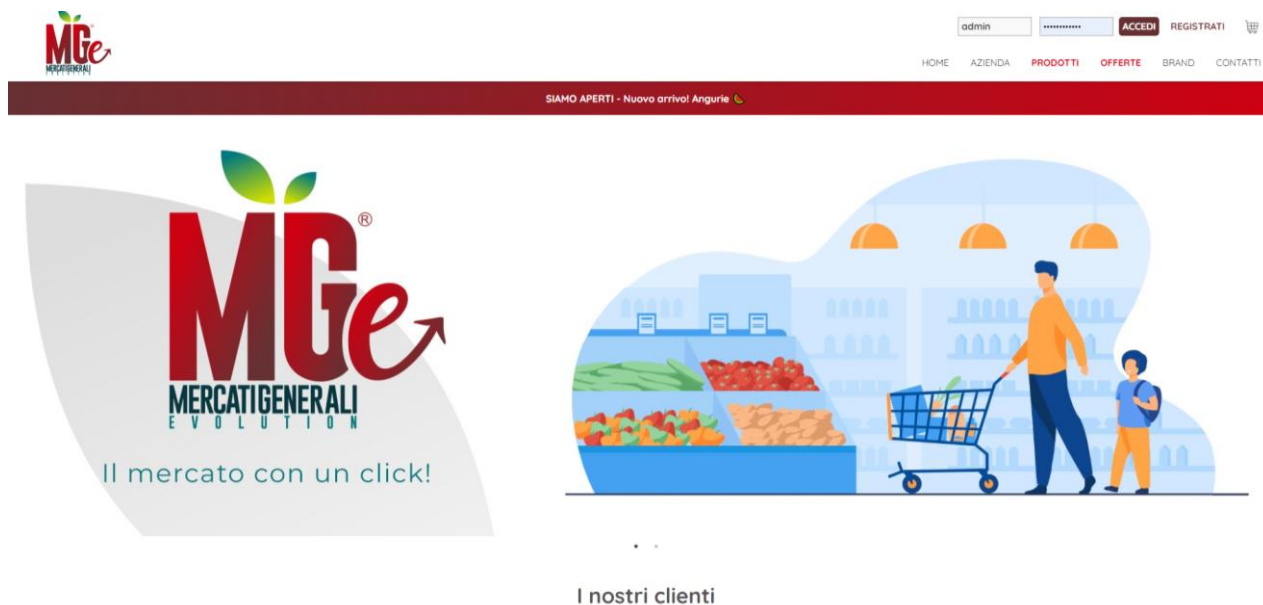 MGe
MERCATIGENERALI
EVOLUTION
admin
••••••••••••
ACCEDI
REGISTRATI
HOME
AZIENDA
PRODOTTI
OFFERTE
BRAND
CONTATTI
SIAMO APERTI - Nuovo arrivo! Angurie 🍉
MGe®
MERCATIGENERALI
EVOLUTION
Il mercato con un click!
I nostri clienti